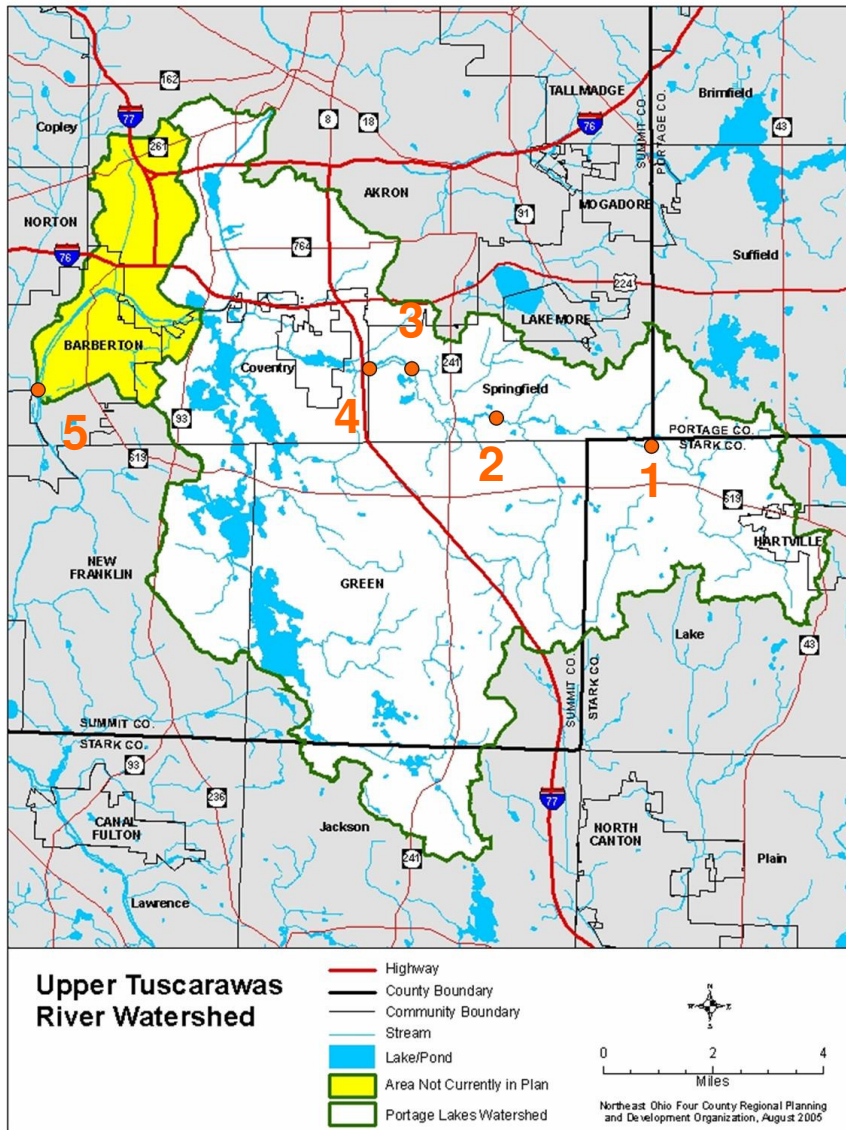 162
TALLMADGE
Brimfield
77
Copley
8
18
76
43
261
SUMMIT CO.
PORTAGE CO.
AKRON
91
MOGADORE
NORTON
764
Suffield
76
224
3
LAKEMORE
BARBERTON
Coventry
241
Springfield
4
93
5
2
PORTAGE CO.
STARK CO.
1
619
619
HARTVILLE
NEW
FRANKLIN
GREEN
Lake
43
SUMMIT CO.
STARK CO.
SUMMIT CO.
STARK CO.
93
236
77
CANAL
FULTON
Jackson
NORTH
CANTON
241
Plain
Lawrence
Upper Tuscarawas
River Watershed
Highway
County Boundary
Community Boundary
Stream
Lake/Pond
Area Not Currently in Plan
Portage Lakes Watershed
N
W E
S
0 2 4
Miles
Northeast Ohio Four County Regional Planning
and Development Organization, August 2005